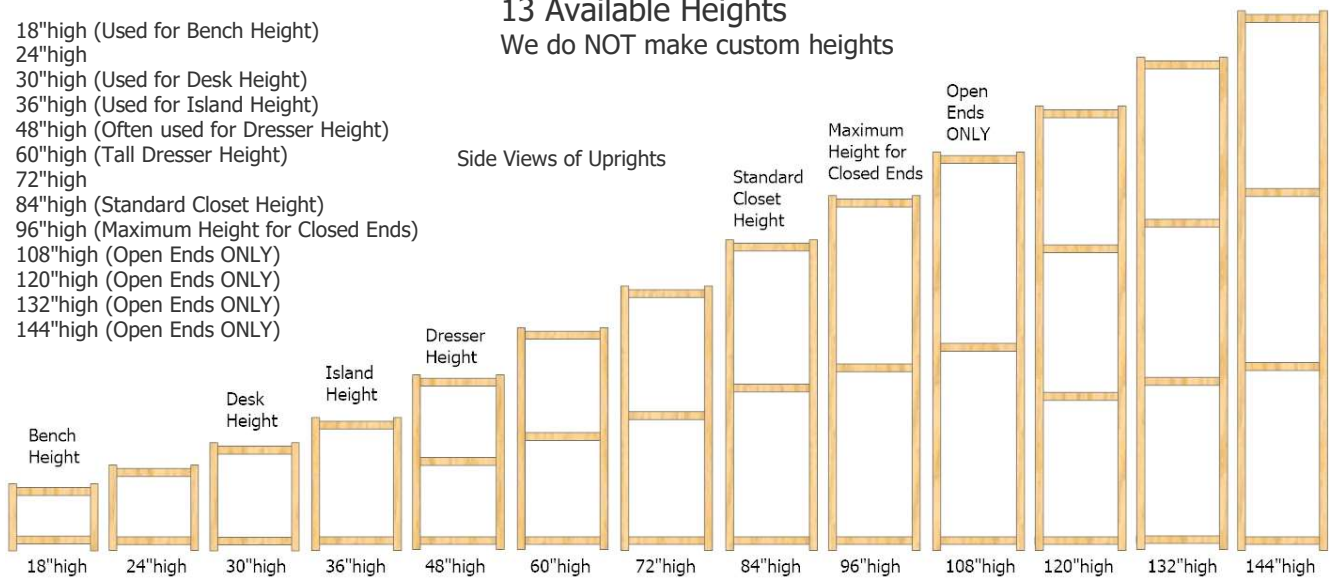 13 Available Heights
We do NOT make custom heights
18"high (Used for Bench Height)
24"high
30"high (Used for Desk Height)
36"high (Used for Island Height)
48"high (Often used for Dresser Height)
60"high (Tall Dresser Height)
72"high
84"high (Standard Closet Height)
96"high (Maximum Height for Closed Ends)
108"high (Open Ends ONLY)
120"high (Open Ends ONLY)
132"high (Open Ends ONLY)
144"high (Open Ends ONLY)
Side Views of Uprights
Bench
Height
Desk
Height
Island
Height
Dresser
Height
Standard
Closet
Height
Maximum
Height for
Closed Ends
Open
Ends
ONLY
18"high 24"high 30"high 36"high 48"high 60"high 72"high 84"high 96"high 108"high 120"high 132"high 144"high